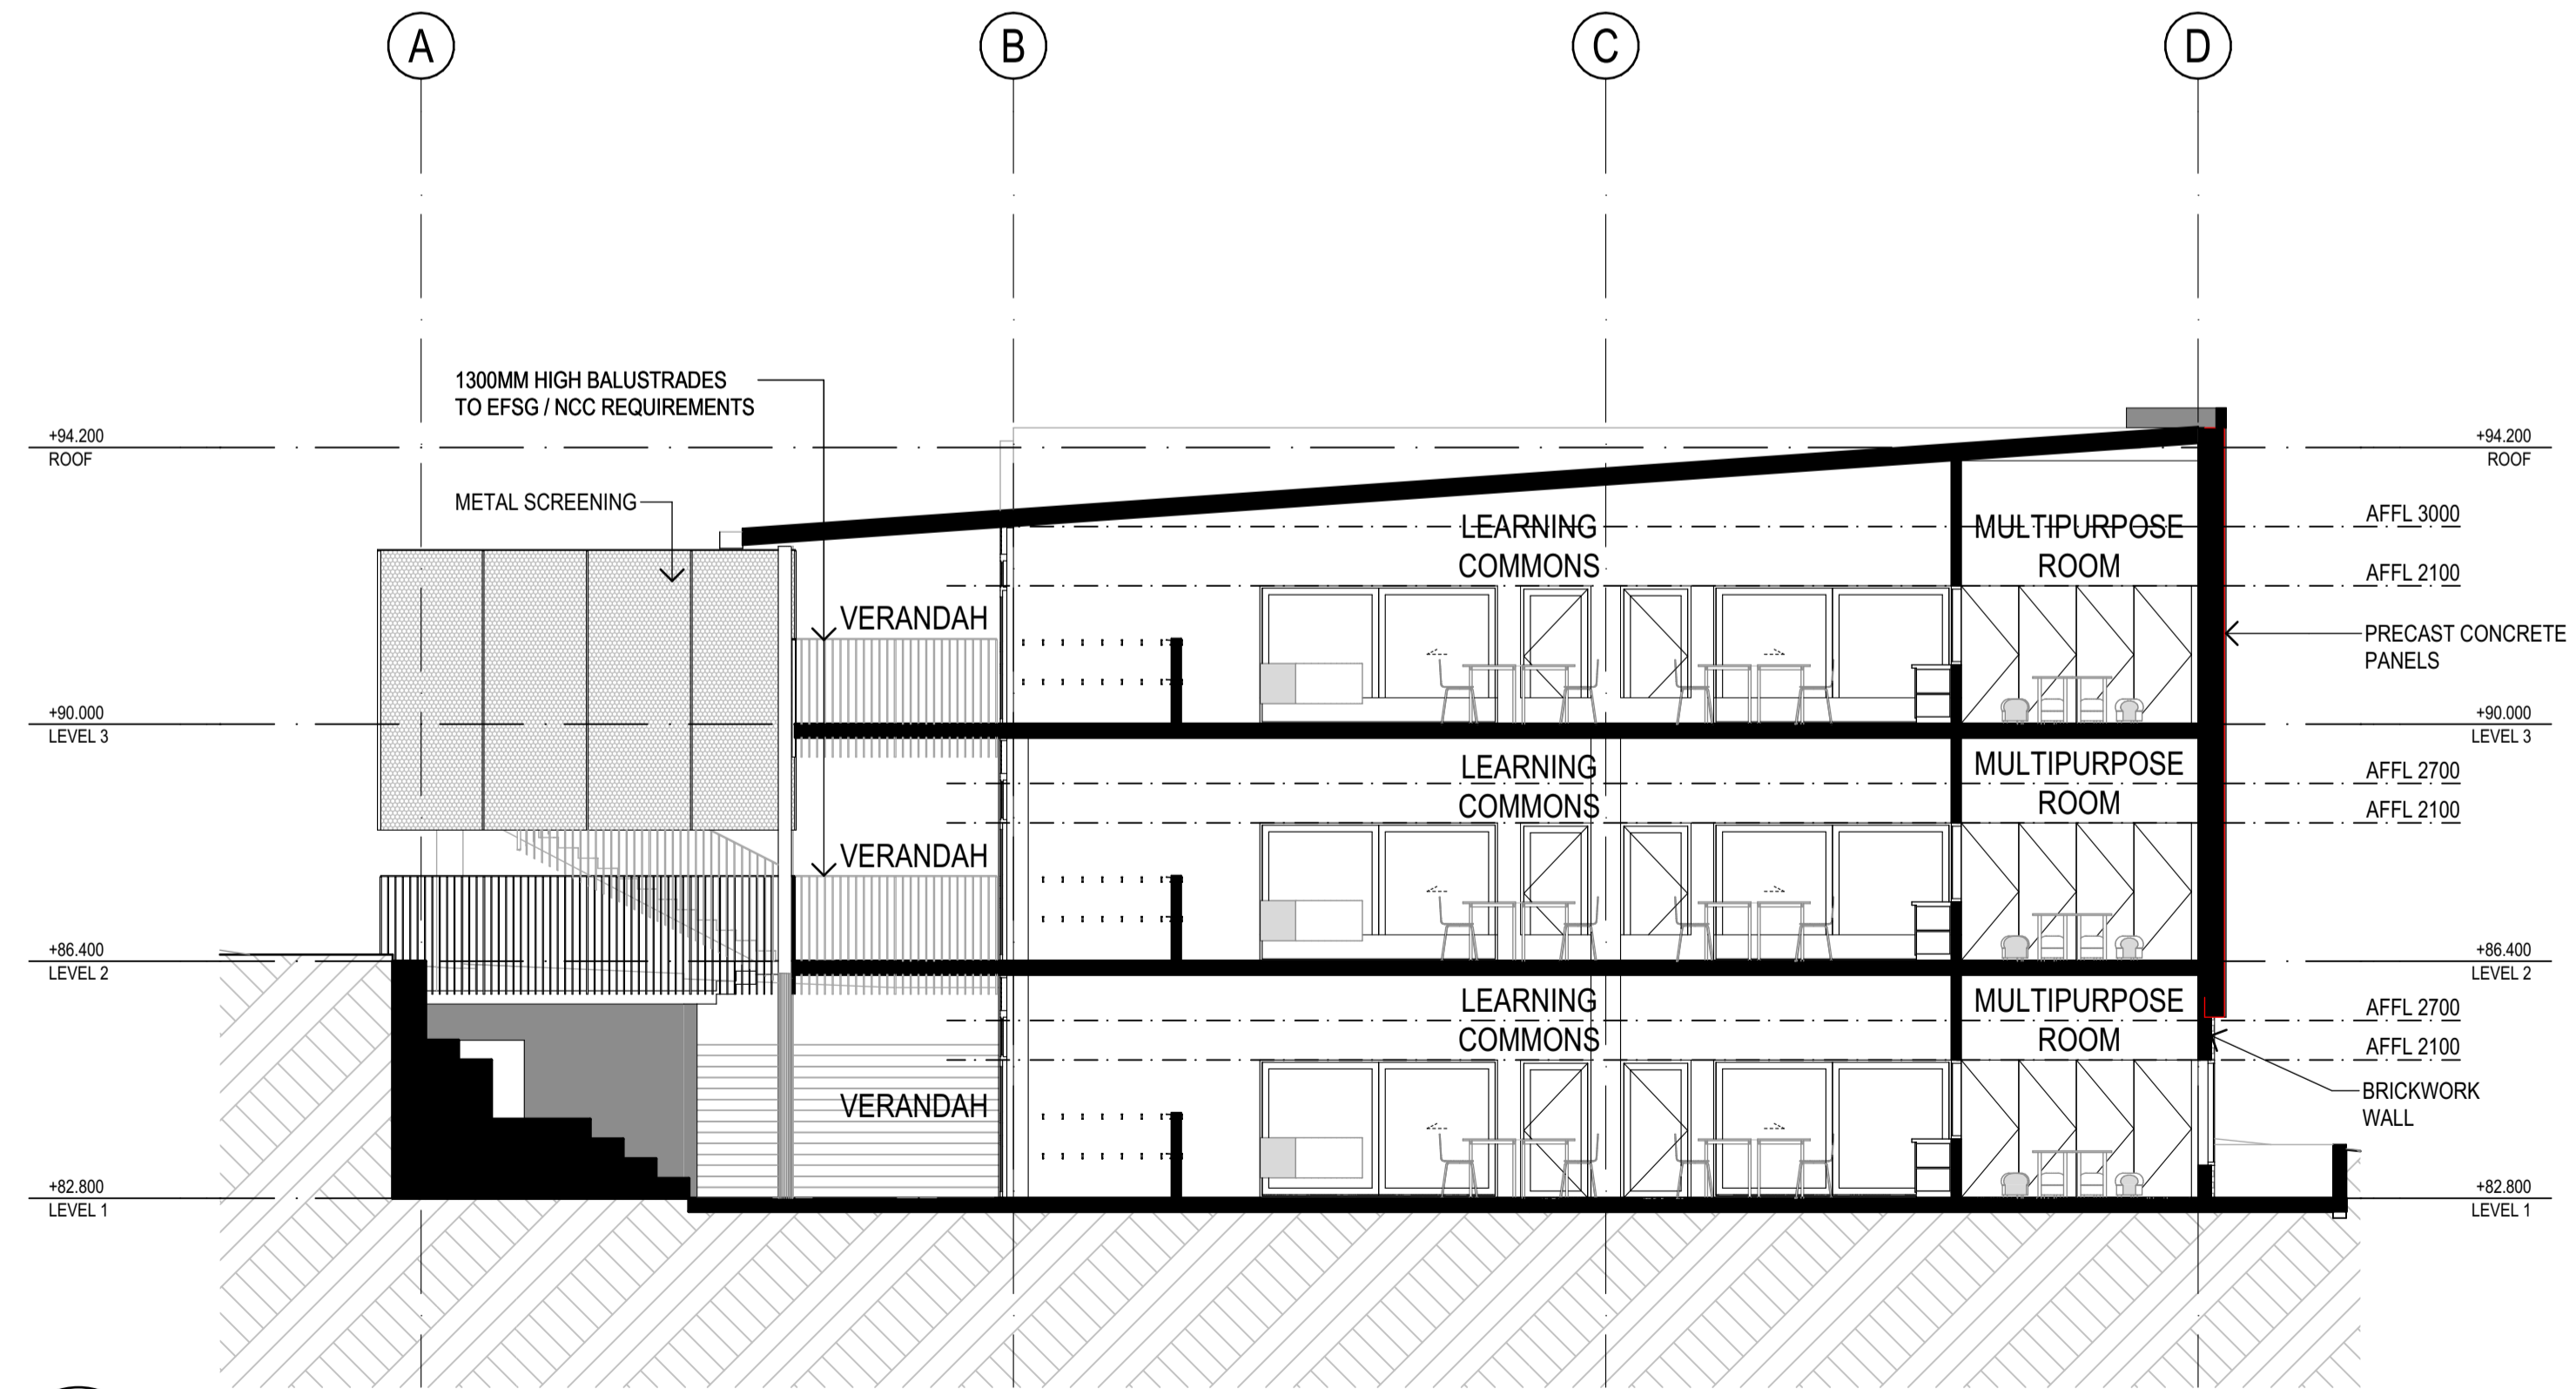 A
B
C
D
1300MM HIGH BALUSTRADES
TO EFSG / NCC REQUIREMENTS
+94.200
ROOF
+94.200
ROOF
METAL SCREENING
LEARNING
COMMONS
MULTIPURPOSE
ROOM
AFFL 3000
AFFL 2100
VERANDAH
PRECAST CONCRETE
PANELS
+90.000
LEVEL 3
+90.000
LEVEL 3
LEARNING
COMMONS
MULTIPURPOSE
ROOM
AFFL 2700
AFFL 2100
VERANDAH
+86.400
LEVEL 2
+86.400
LEVEL 2
LEARNING
COMMONS
MULTIPURPOSE
ROOM
AFFL 2700
AFFL 2100
VERANDAH
BRICKWORK
WALL
+82.800
LEVEL 1
+82.800
LEVEL 1